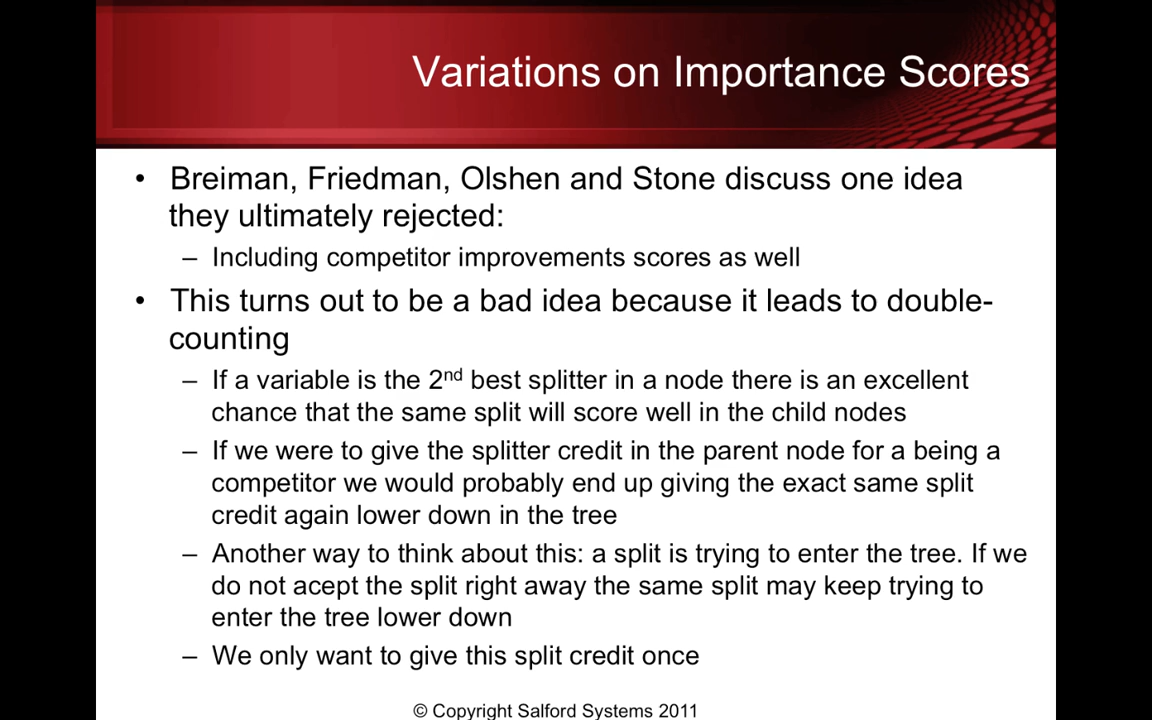 Variations on Importance Scores
• Breiman, Friedman, Olshen and Stone discuss one idea
they ultimately rejected:
– Including competitor improvements scores as well
• This turns out to be a bad idea because it leads to double-
counting
– If a variable is the 2nd best splitter in a node there is an excellent
chance that the same split will score well in the child nodes
– If we were to give the splitter credit in the parent node for a being a
competitor we would probably end up giving the exact same split
credit again lower down in the tree
– Another way to think about this: a split is trying to enter the tree. If we
do not acept the split right away the same split may keep trying to
enter the tree lower down
– We only want to give this split credit once
© Copyright Salford Systems 2011